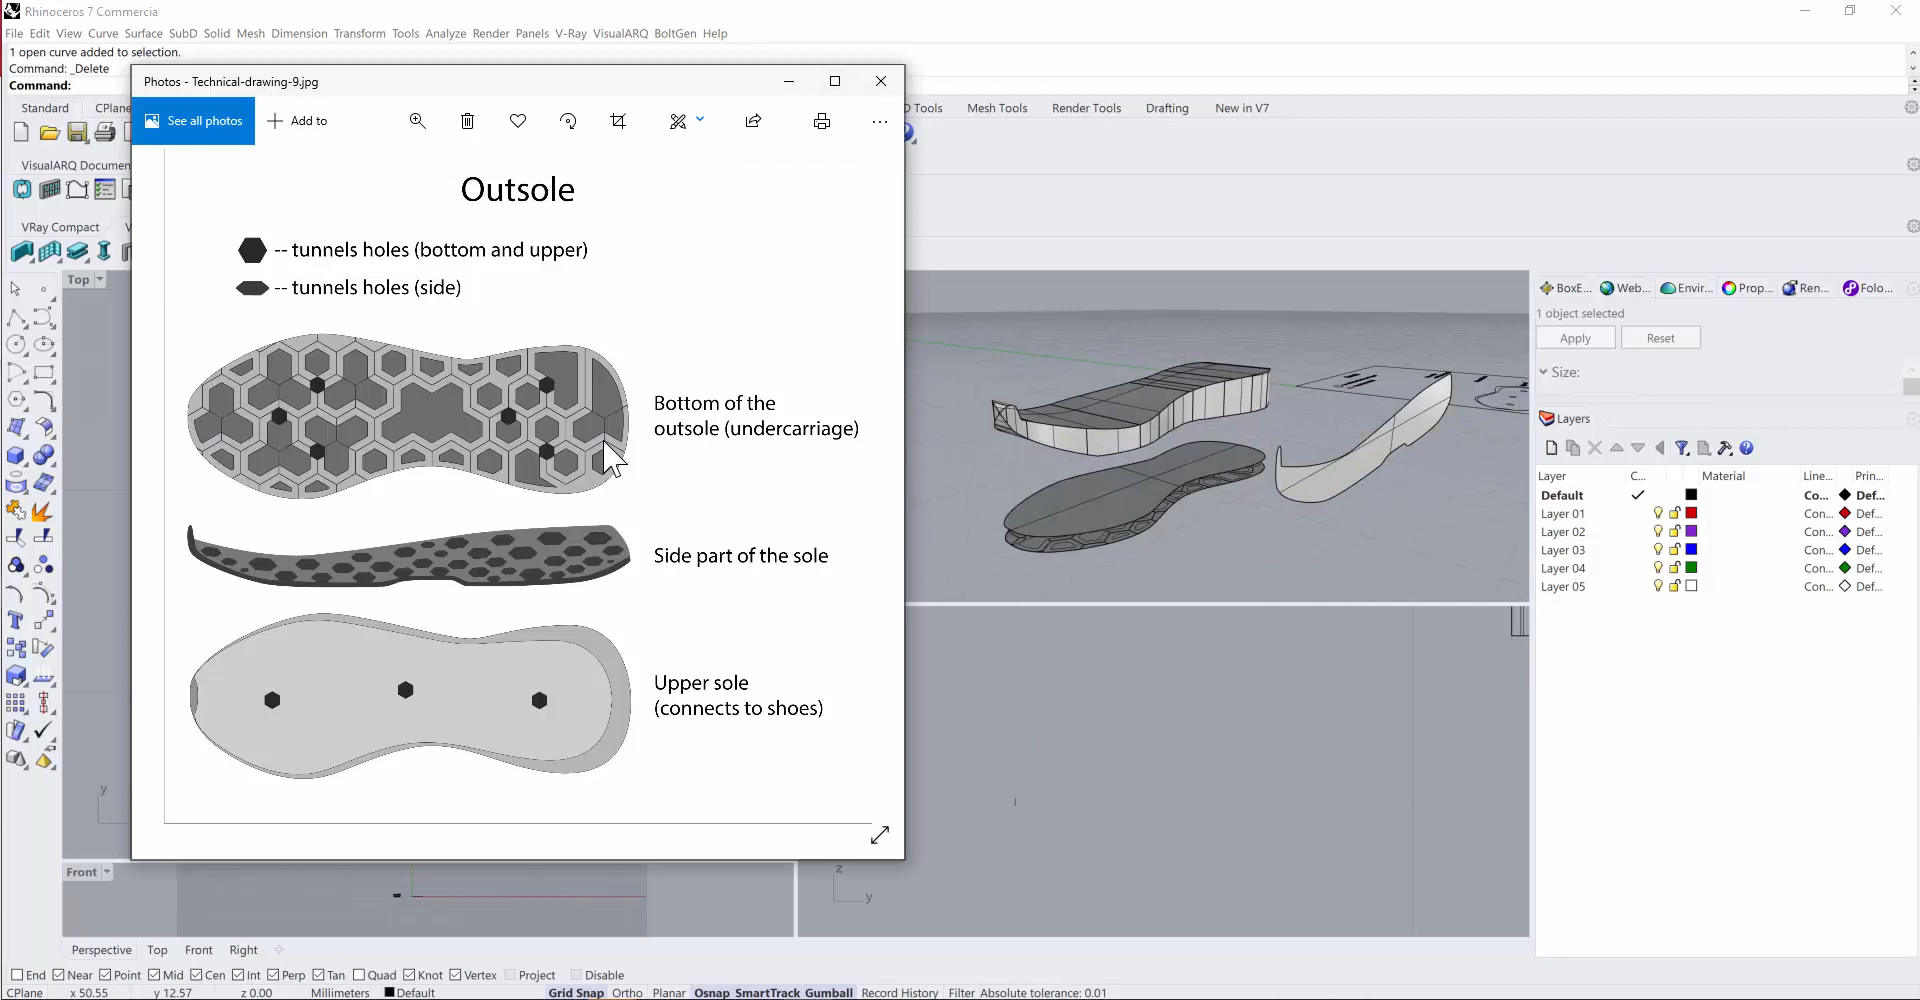 Rhinoceros 7 Commercia
File Edit View Curve Surface SubD Solid Mesh Dimension Transform Tools Analyze Render Panels V-Ray VisualARQ BoltGen Help
1 open curve added to selection.
Command: _Delete
Command:
Standard CPlane
Tools Mesh Tools Render Tools Drafting New in V7
VisualARQ Documen
VRay Compact
Photos - Technical-drawing-9.jpg
See all photos Add to
Outsole
-- tunnels holes (bottom and upper)
-- tunnels holes (side)
Bottom of the
outsole (undercarriage)
Side part of the sole
Upper sole
(connects to shoes)
Top
y
Front
z
y
BoxE... Web... Envir... Prop... Ren... Folo...
1 object selected
Apply Reset
Size:
Layers
Layer C... Material Line... Prin...
Default Co... Def...
Layer 01 Con... Def...
Layer 02 Con... Def...
Layer 03 Con... Def...
Layer 04 Con... Def...
Layer 05 Con... Def...
Perspective Top Front Right
End Near Point Mid Cen Int Perp Tan Quad Knot Vertex Project Disable
CPlane x 50.55 y 12.57 z 0.00 Millimeters Default Grid Snap Ortho Planar Osnap SmartTrack Gumball Record History Filter Absolute tolerance: 0.01